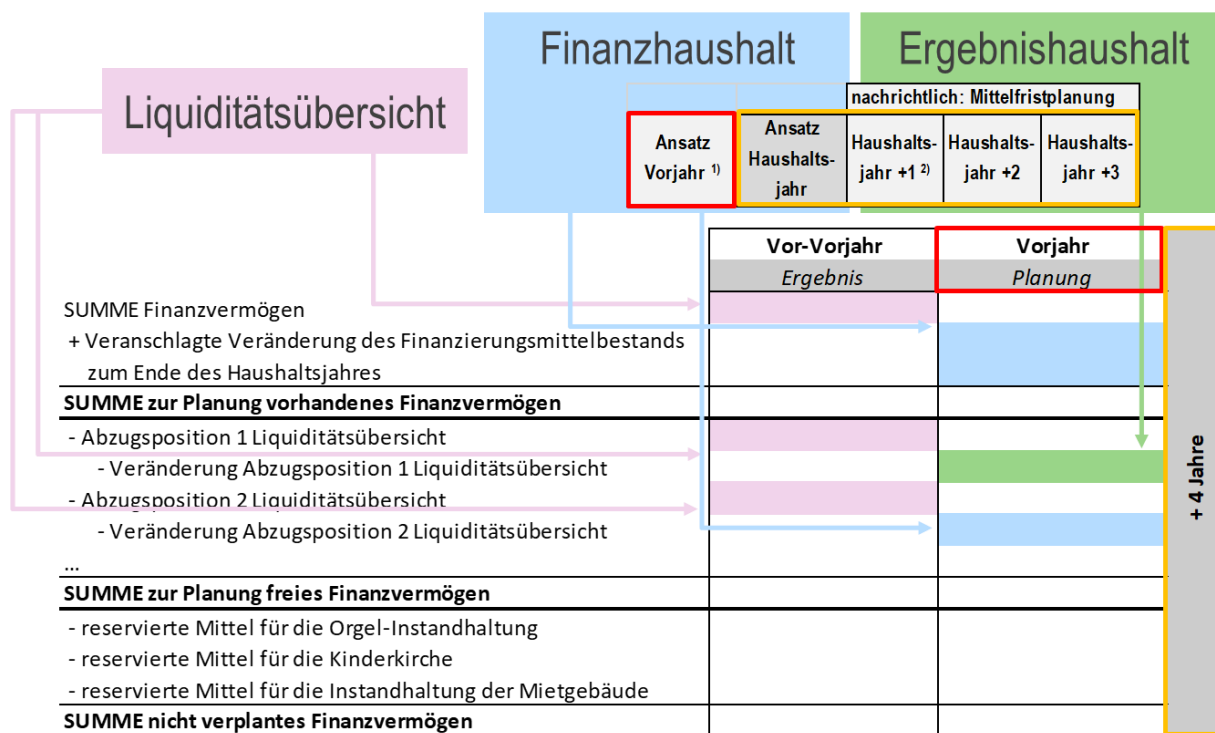 Finanzhaushalt
Ergebnishaushalt
Liquiditätsübersicht
nachrichtlich: Mittelfristplanung
Ansatz
Vorjahr 1)
Ansatz
Haushalts-
jahr
Haushalts-
jahr +1 2)
Haushalts-
jahr +2
Haushalts-
jahr +3
Vor-Vorjahr
Vorjahr
Ergebnis
Planung
SUMME Finanzvermögen
+ Veranschlagte Veränderung des Finanzierungsmittelbestands
zum Ende des Haushaltsjahres
SUMME zur Planung vorhandenes Finanzvermögen
- Abzugsposition 1 Liquiditätsübersicht
- Veränderung Abzugsposition 1 Liquiditätsübersicht
- Abzugsposition 2 Liquiditätsübersicht
- Veränderung Abzugsposition 2 Liquiditätsübersicht
...
SUMME zur Planung freies Finanzvermögen
- reservierte Mittel für die Orgel-Instandhaltung
- reservierte Mittel für die Kinderkirche
- reservierte Mittel für die Instandhaltung der Mietgebäude
SUMME nicht verplantes Finanzvermögen
+ 4 Jahre